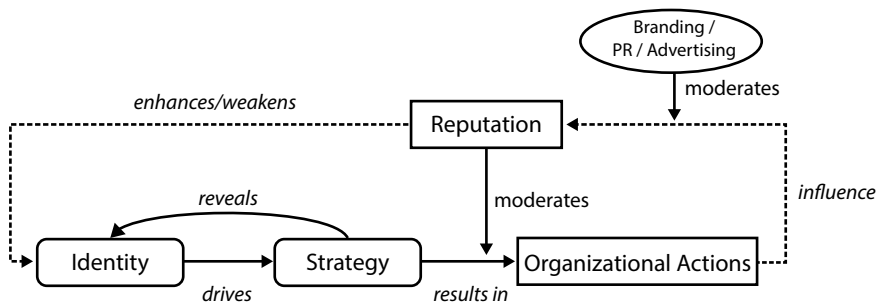 Branding /
PR / Advertising
moderates
enhances/weakens
Reputation
influence
reveals
moderates
Identity
Strategy
Organizational Actions
drives
results in